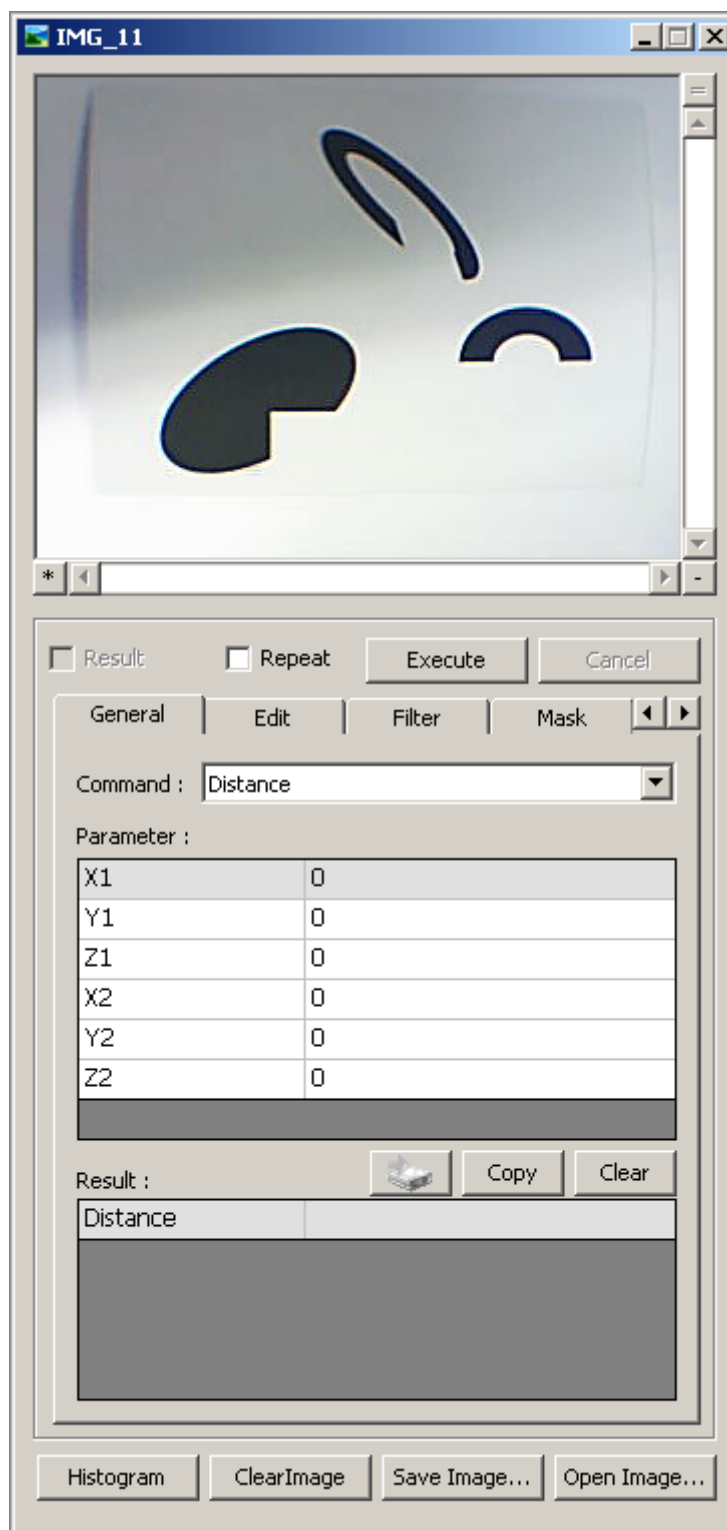 IMG_11
*
-
Result Repeat Execute Cancel
General Edit Filter Mask
Command : Distance
Parameter :
X1 0
Y1 0
Z1 0
X2 0
Y2 0
Z2 0
Result : Copy Clear
Distance
Histogram ClearImage Save Image... Open Image...